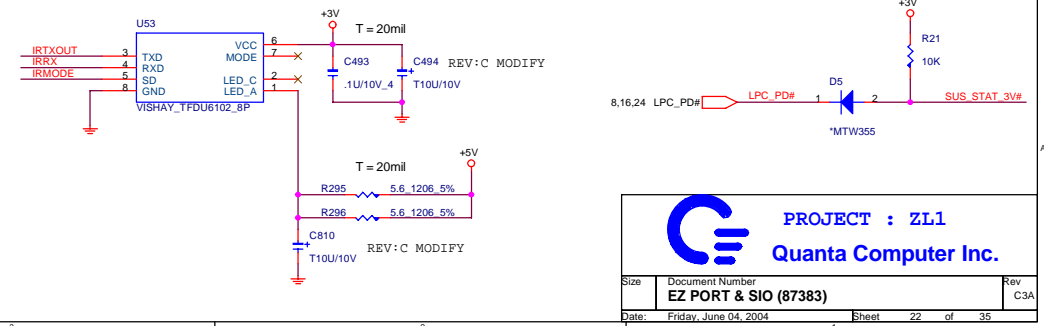 U53
+3V
T = 20mil
IRTXOUT 3 TXD VCC 6
IRRX 4 RXD MODE 7
IRMODE 5 SD LED_C 2
8 GND LED_A 1
VISHAY_TFDU6102_8P
C493
.1U/10V_4
C494
T10U/10V
REV:C MODIFY
+5V
T = 20mil
R295 5.6_1206_5%
R296 5.6_1206_5%
C810
T10U/10V
REV:C MODIFY
+3V
R21
10K
D5
8,16,24 LPC_PD# LPC_PD# 1 2 SUS_STAT_3V#
*MTW355
A
PROJECT : ZL1
Quanta Computer Inc.
Size Document Number Rev
EZ PORT & SIO (87383) C3A
Date: Friday, June 04, 2004 Sheet 22 of 35